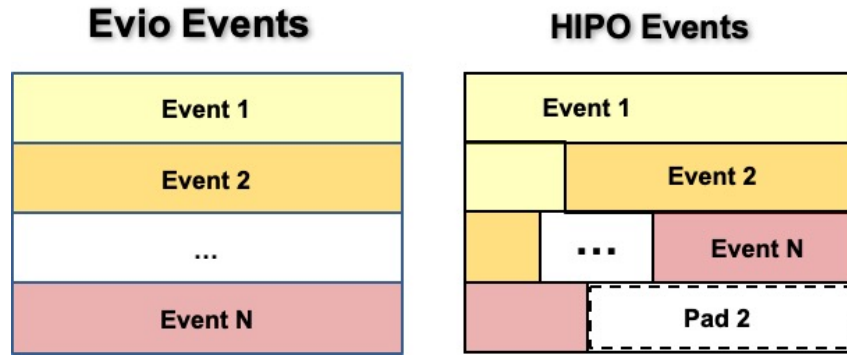 Evio Events
HIPO Events
Event 1
Event 2
...
Event N
Event 1
Event 2
...
Event N
Pad 2